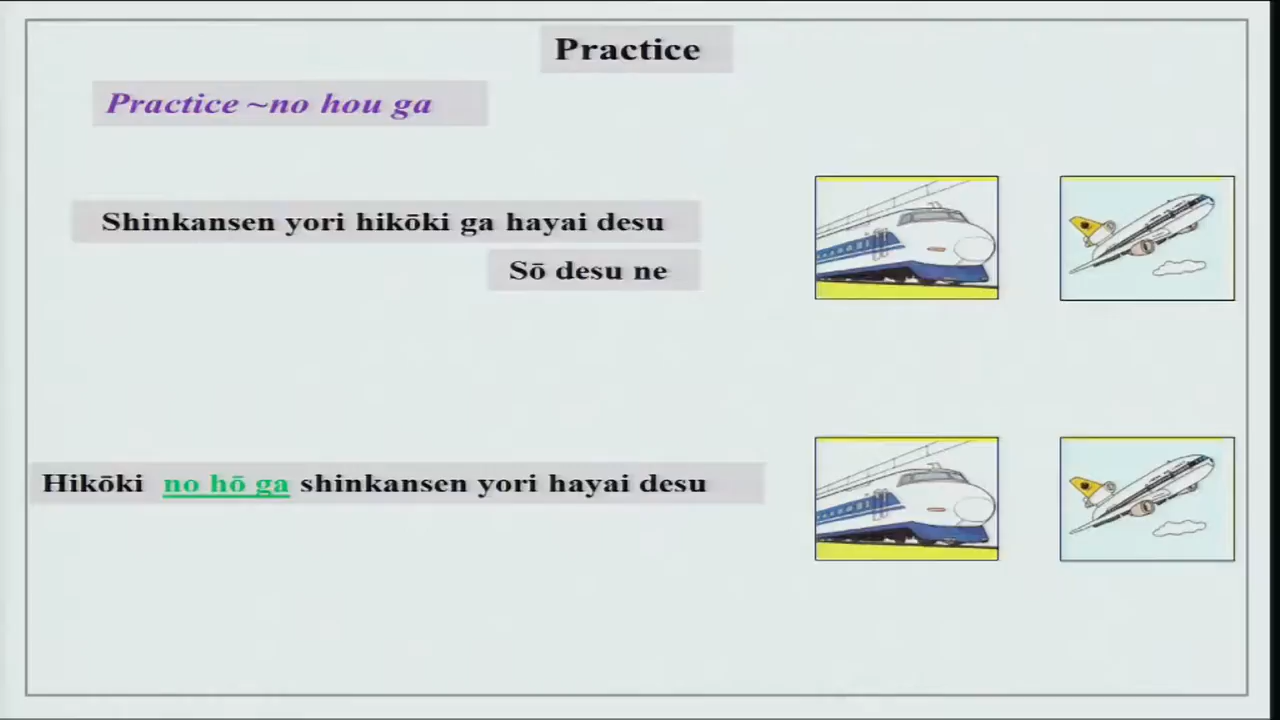 Practice
Practice ~no hou ga
Shinkansen yori hikōki ga hayai desu
Sō desu ne
Hikōki no hō ga shinkansen yori hayai desu